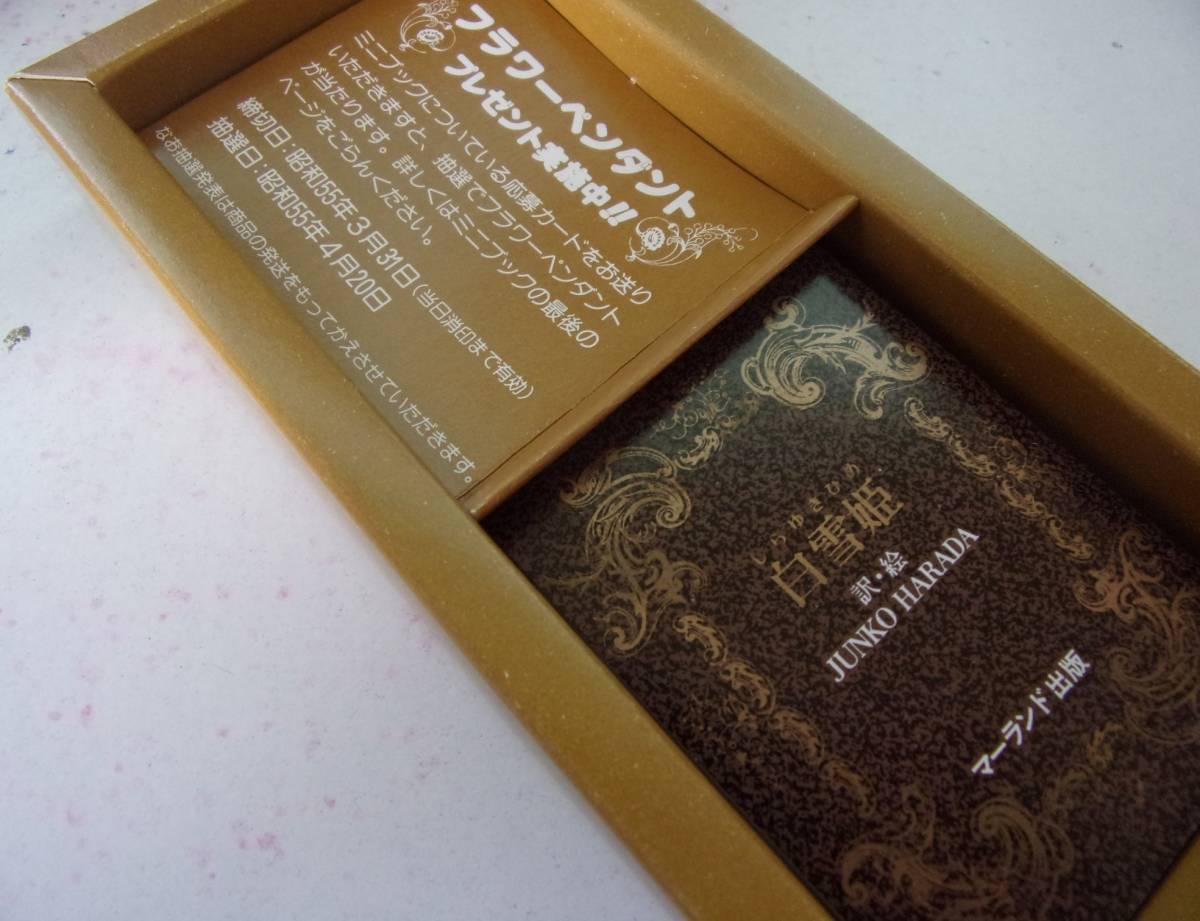 フラワーペンダント
プレゼント実施中!!
ミニブックについている応募カードをお送り
いただきますと、抽選でフラワーペンダント
が当たります。詳しくはミニブックの最後の
ページをごらんください。
締切日:昭和55年3月31日(当日消印まで有効)
抽選日:昭和55年4月20日
なお抽選発表は商品の発送をもってかえさせていただきます。
しらゆきひめ
白雪姫
訳・絵
JUNKO HARADA
マーランド出版